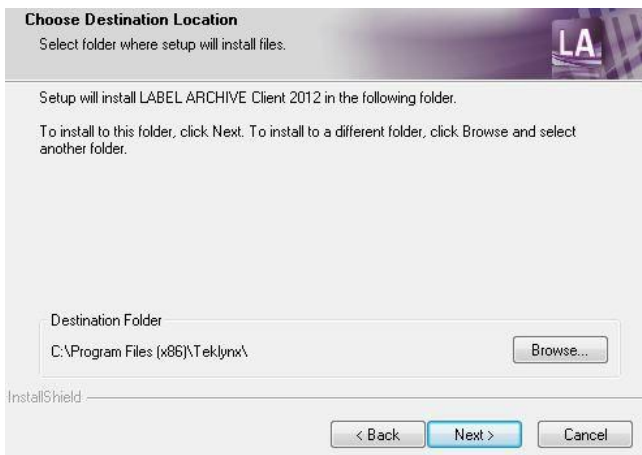 Choose Destination Location
Select folder where setup will install files.
LA
Setup will install LABEL ARCHIVE Client 2012 in the following folder.
To install to this folder, click Next. To install to a different folder, click Browse and select
another folder.
Destination Folder
C:\Program Files (x86)\Teklynx\
Browse...
InstallShield
< Back
Next >
Cancel